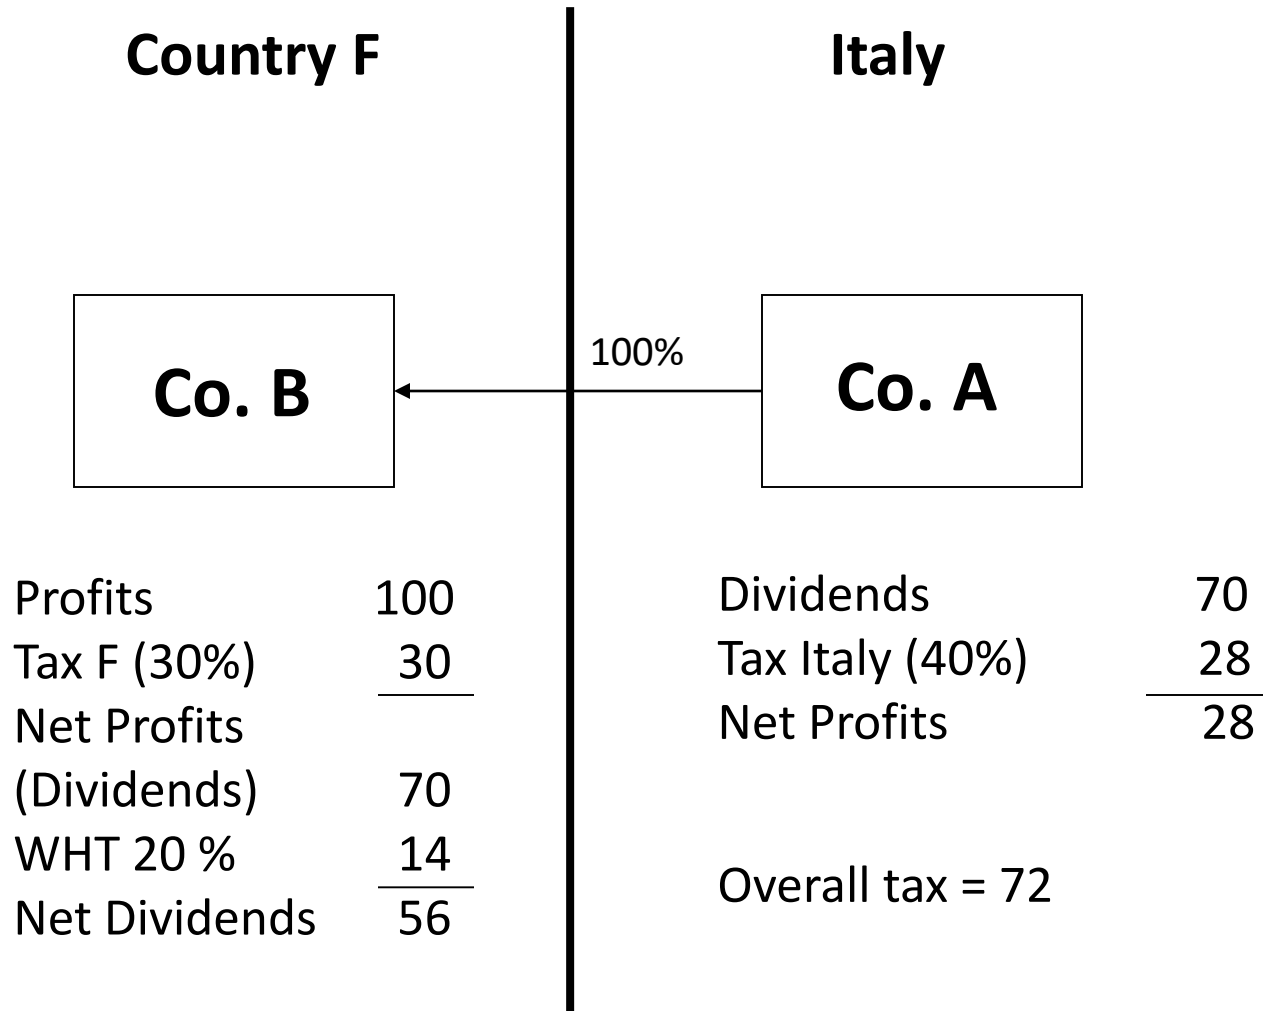 Country F
Italy
Co. B
100%
Co. A
Profits 100
Tax F (30%) 30
Net Profits
(Dividends) 70
WHT 20 % 14
Net Dividends 56
Dividends 70
Tax Italy (40%) 28
Net Profits 28
Overall tax = 72